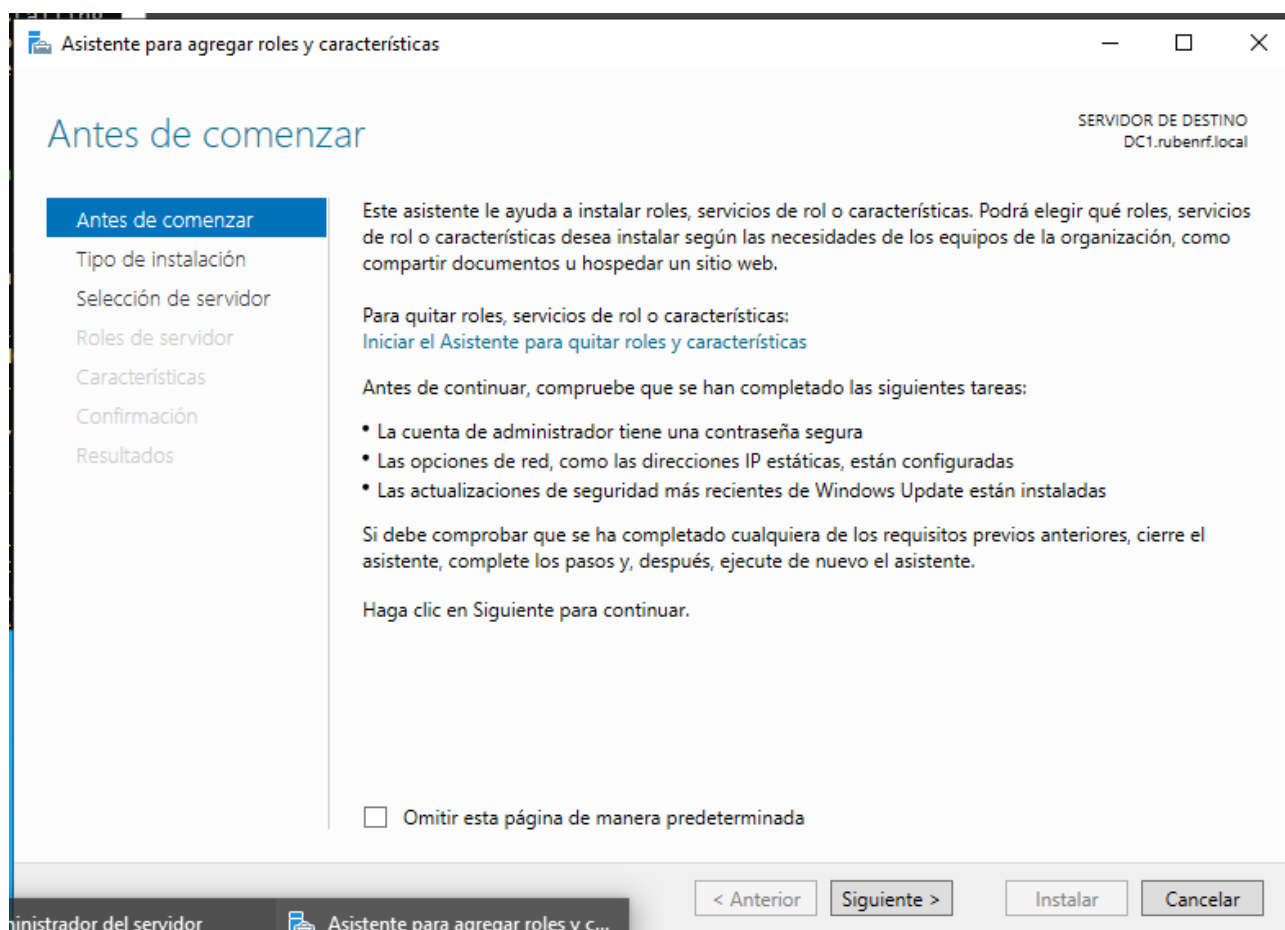 Asistente para agregar roles y características
Antes de comenzar
SERVIDOR DE DESTINO
DC1.rubenrf.local
Antes de comenzar
Tipo de instalación
Selección de servidor
Roles de servidor
Características
Confirmación
Resultados
Este asistente le ayuda a instalar roles, servicios de rol o características. Podrá elegir qué roles, servicios
de rol o características desea instalar según las necesidades de los equipos de la organización, como
compartir documentos u hospedar un sitio web.
Para quitar roles, servicios de rol o características:
Iniciar el Asistente para quitar roles y características
Antes de continuar, compruebe que se han completado las siguientes tareas:
• La cuenta de administrador tiene una contraseña segura
• Las opciones de red, como las direcciones IP estáticas, están configuradas
• Las actualizaciones de seguridad más recientes de Windows Update están instaladas
Si debe comprobar que se ha completado cualquiera de los requisitos previos anteriores, cierre el
asistente, complete los pasos y, después, ejecute de nuevo el asistente.
Haga clic en Siguiente para continuar.
Omitir esta página de manera predeterminada
< Anterior
Siguiente >
Instalar
Cancelar
ninistrador del servidor
Asistente para agregar roles y c...